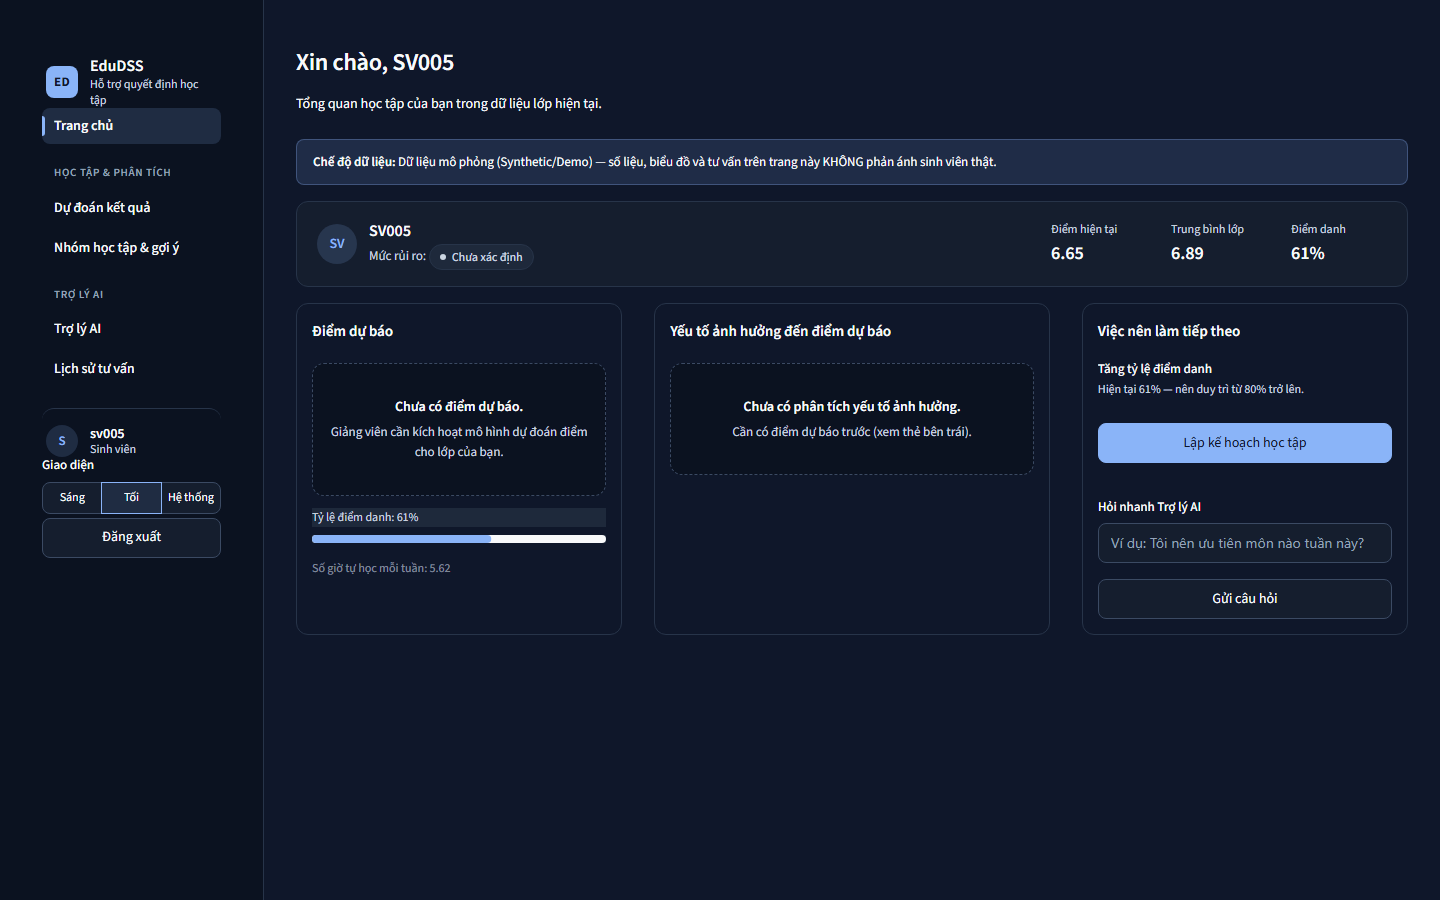 ED
EduDSS
Hỗ trợ quyết định học
tập
Trang chủ
HỌC TẬP & PHÂN TÍCH
Dự đoán kết quả
Nhóm học tập & gợi ý
TRỢ LÝ AI
Trợ lý AI
Lịch sử tư vấn
S
sv005
Sinh viên
Giao diện
Sáng
Tối
Hệ thống
Đăng xuất
Xin chào, SV005
Tổng quan học tập của bạn trong dữ liệu lớp hiện tại.
Chế độ dữ liệu: Dữ liệu mô phỏng (Synthetic/Demo) — số liệu, biểu đồ và tư vấn trên trang này KHÔNG phản ánh sinh viên thật.
SV
SV005
Mức rủi ro: Chưa xác định
Điểm hiện tại
6.65
Trung bình lớp
6.89
Điểm danh
61%
Điểm dự báo
Chưa có điểm dự báo.
Giảng viên cần kích hoạt mô hình dự đoán điểm
cho lớp của bạn.
Tỷ lệ điểm danh: 61%
Số giờ tự học mỗi tuần: 5.62
Yếu tố ảnh hưởng đến điểm dự báo
Chưa có phân tích yếu tố ảnh hưởng.
Cần có điểm dự báo trước (xem thẻ bên trái).
Việc nên làm tiếp theo
Tăng tỷ lệ điểm danh
Hiện tại 61% — nên duy trì từ 80% trở lên.
Lập kế hoạch học tập
Hỏi nhanh Trợ lý AI
Ví dụ: Tôi nên ưu tiên môn nào tuần này?
Gửi câu hỏi